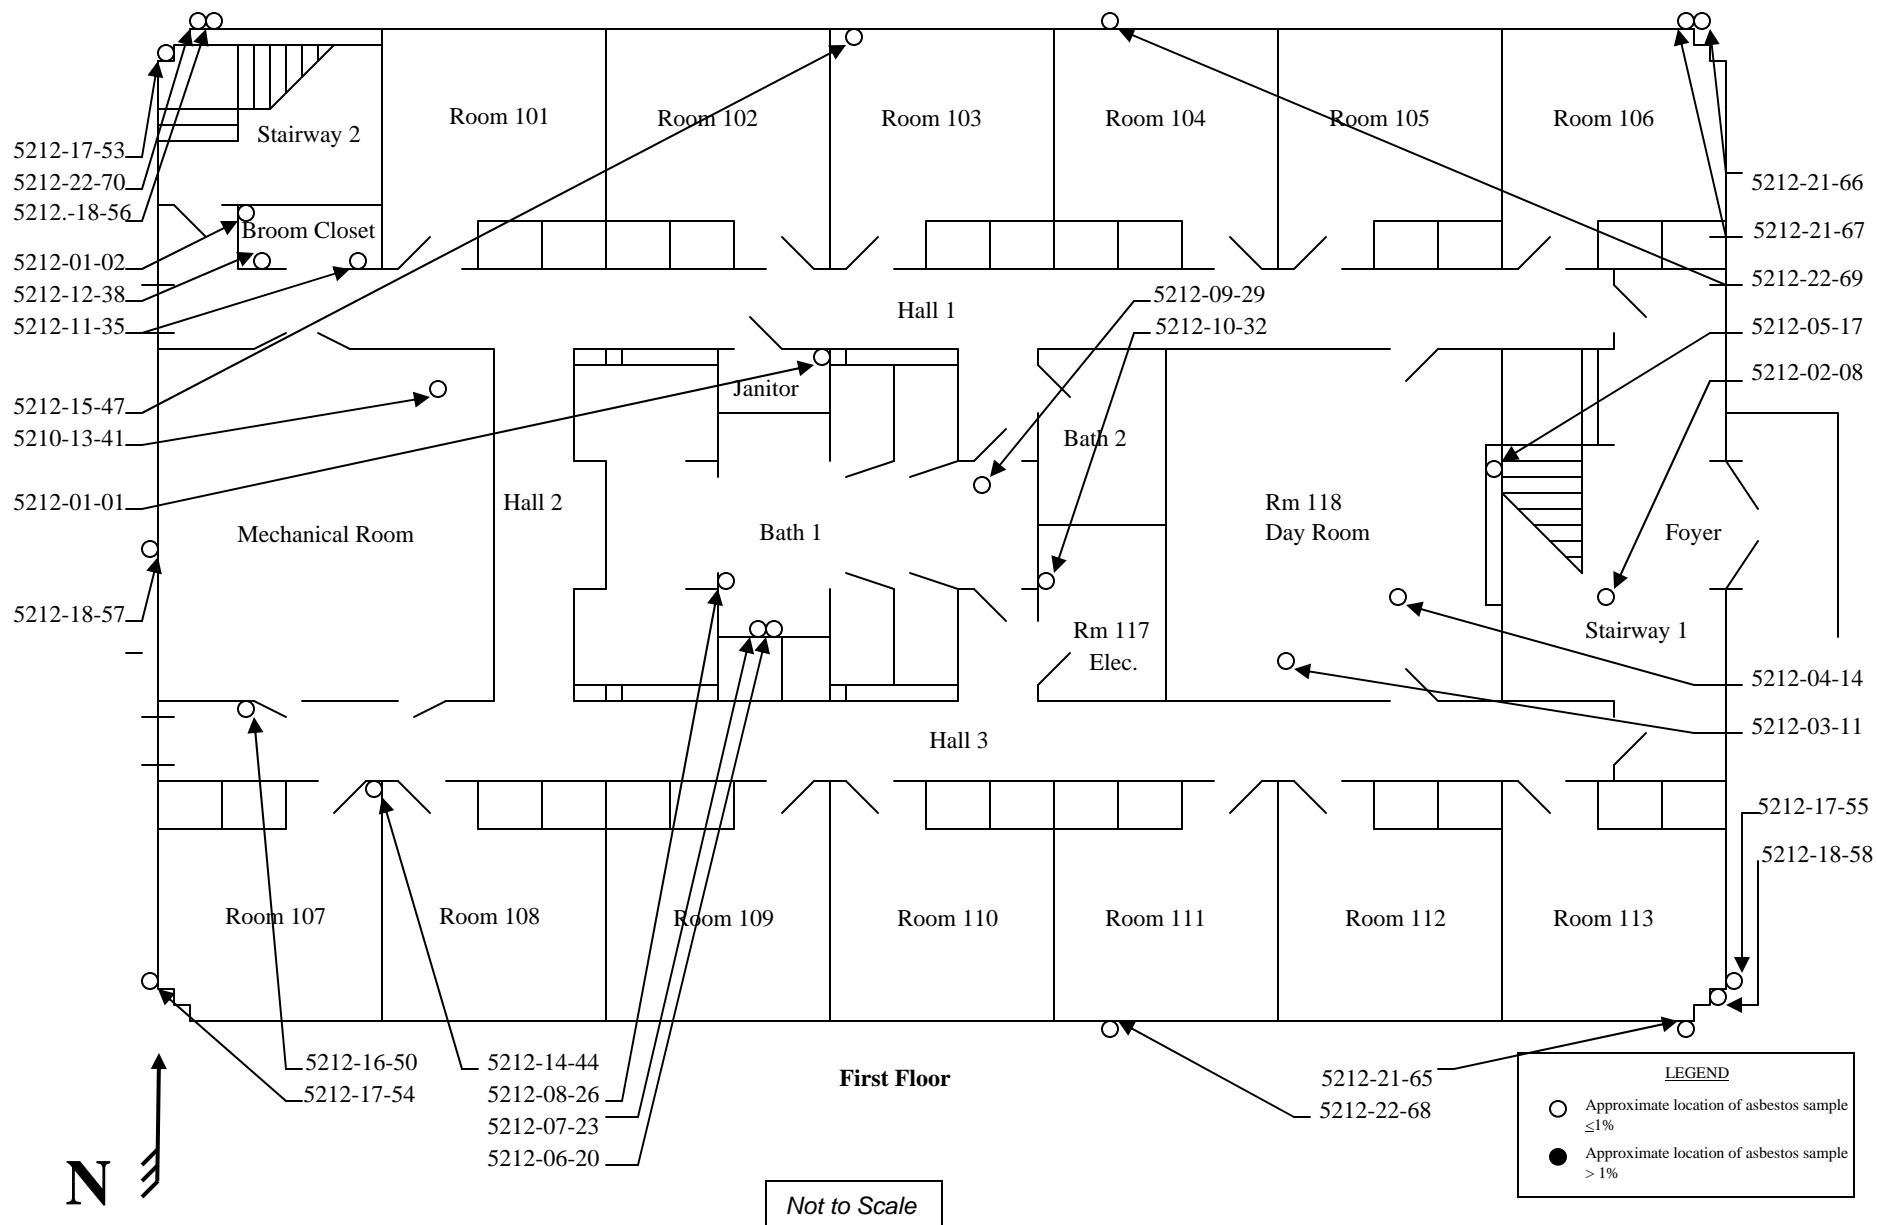 Room 101
Room 102
Room 103
Room 104
Room 105
Room 106
Stairway 2
5212-17-53
5212-22-70
5212.-18-56
5212-21-66
5212-21-67
Broom Closet
5212-01-02
5212-12-38
5212-11-35
5212-22-69
Hall 1
5212-09-29
5212-10-32
5212-05-17
5212-02-08
Janitor
5212-15-47
5210-13-41
Bath 2
5212-01-01
Hall 2
Rm 118
Day Room
Mechanical Room
Bath 1
Foyer
5212-18-57
Rm 117
Elec.
Stairway 1
5212-04-14
5212-03-11
Hall 3
5212-17-55
5212-18-58
Room 107
Room 108
Room 109
Room 110
Room 111
Room 112
Room 113
5212-16-50
5212-17-54
5212-14-44
5212-08-26
5212-07-23
5212-06-20
First Floor
5212-21-65
5212-22-68
LEGEND
Approximate location of asbestos sample
≤1%
Approximate location of asbestos sample
> 1%
N
Not to Scale